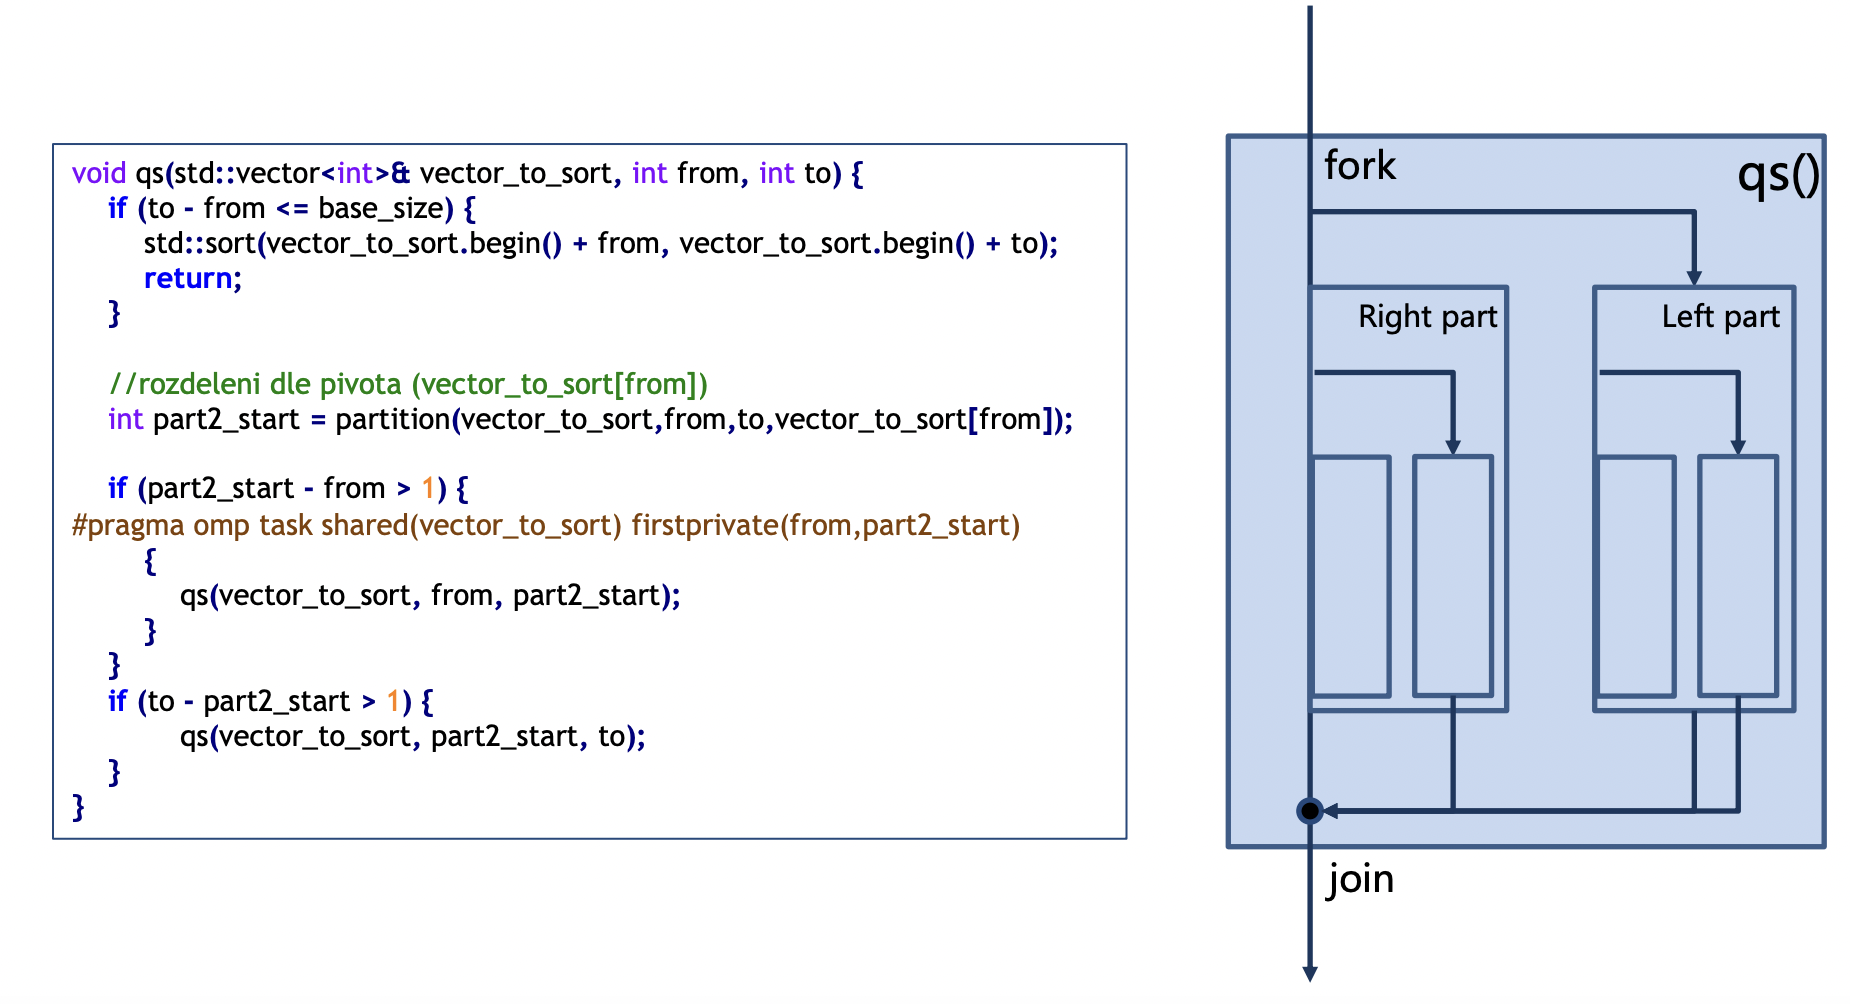 void qs(std::vector<int>& vector_to_sort, int from, int to) {
if (to - from <= base_size) {
std::sort(vector_to_sort.begin() + from, vector_to_sort.begin() + to);
return;
}
//rozdeleni dle pivota (vector_to_sort[from])
int part2_start = partition(vector_to_sort,from,to,vector_to_sort[from]);
if (part2_start - from > 1) {
#pragma omp task shared(vector_to_sort) firstprivate(from,part2_start)
{
qs(vector_to_sort, from, part2_start);
}
}
if (to - part2_start > 1) {
qs(vector_to_sort, part2_start, to);
}
}
fork
qs()
Right part
Left part
join